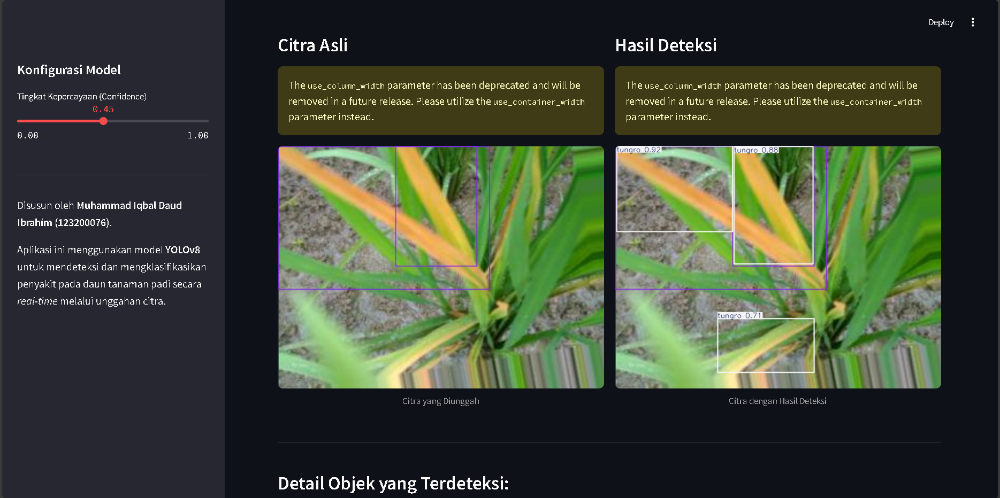 Deploy
Konfigurasi Model
Tingkat Kepercayaan (Confidence)
0.45
0.00 1.00
Disusun oleh Muhammad Iqbal Daud
Ibrahim (123200076).
Aplikasi ini menggunakan model YOLOv8
untuk mendeteksi dan mengklasifikasikan
penyakit pada daun tanaman padi secara
real-time melalui unggahan citra.
Citra Asli
The use_column_width parameter has been deprecated and will be
removed in a future release. Please utilize the use_container_width
parameter instead.
Citra yang Diunggah
Hasil Deteksi
The use_column_width parameter has been deprecated and will be
removed in a future release. Please utilize the use_container_width
parameter instead.
tungro 0.92
tungro 0.88
tungro 0.71
Citra dengan Hasil Deteksi
Detail Objek yang Terdeteksi: